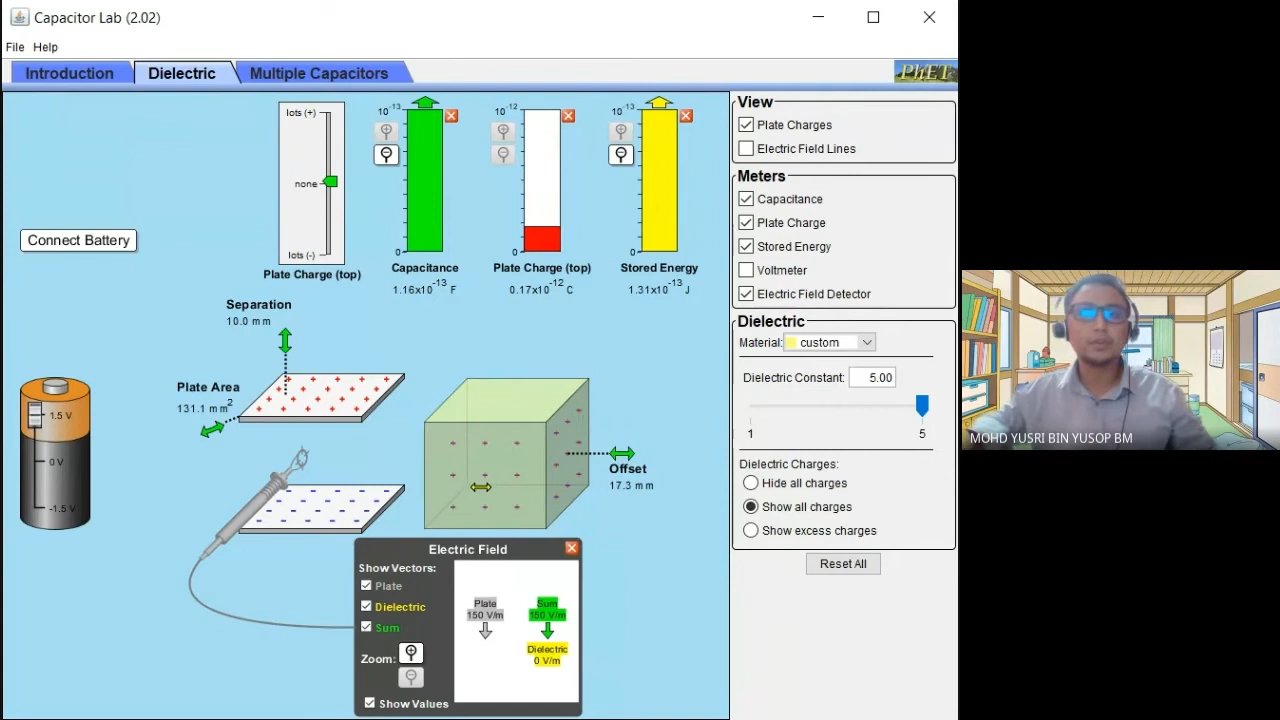 Capacitor Lab (2.02)
File Help
Introduction Dielectric Multiple Capacitors
PhET
lots (+)
none
lots (-)
Plate Charge (top)
10-13
0
Capacitance
1.16x10-13 F
10-12
0
Plate Charge (top)
0.17x10-12 C
10-13
0
Stored Energy
1.31x10-13 J
Connect Battery
Separation
10.0 mm
Plate Area
131.1 mm2
1.5 V
0 V
-1.5 V
Offset
17.3 mm
Electric Field
Show Vectors:
Plate
Dielectric
Sum
Zoom:
Show Values
Plate
150 V/m
Sum
150 V/m
Dielectric
0 V/m
View
Plate Charges
Electric Field Lines
Meters
Capacitance
Plate Charge
Stored Energy
Voltmeter
Electric Field Detector
Dielectric
Material: custom
Dielectric Constant: 5.00
1 5
Dielectric Charges:
Hide all charges
Show all charges
Show excess charges
Reset All
MOHD YUSRI BIN YUSOP BM